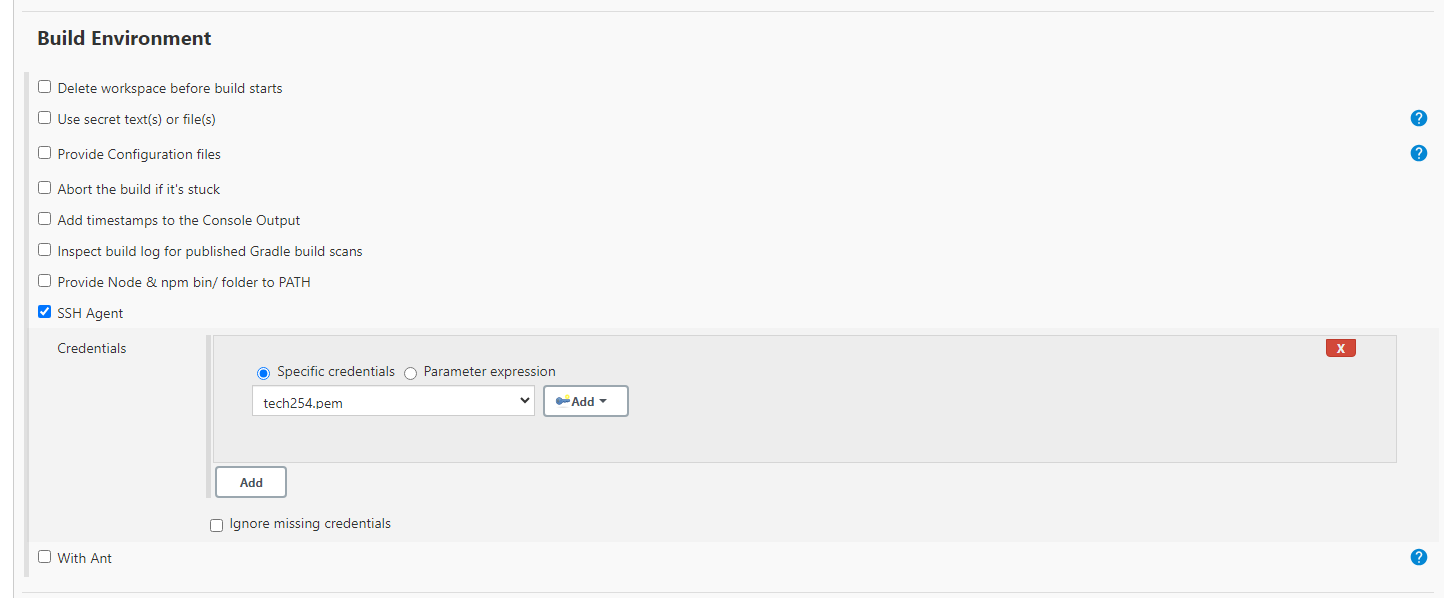 Build Environment
Delete workspace before build starts
Use secret text(s) or file(s)
?
Provide Configuration files
?
Abort the build if it's stuck
Add timestamps to the Console Output
Inspect build log for published Gradle build scans
Provide Node & npm bin/ folder to PATH
SSH Agent
Credentials
X
Specific credentials Parameter expression
tech254.pem Add
Add
Ignore missing credentials
With Ant
?